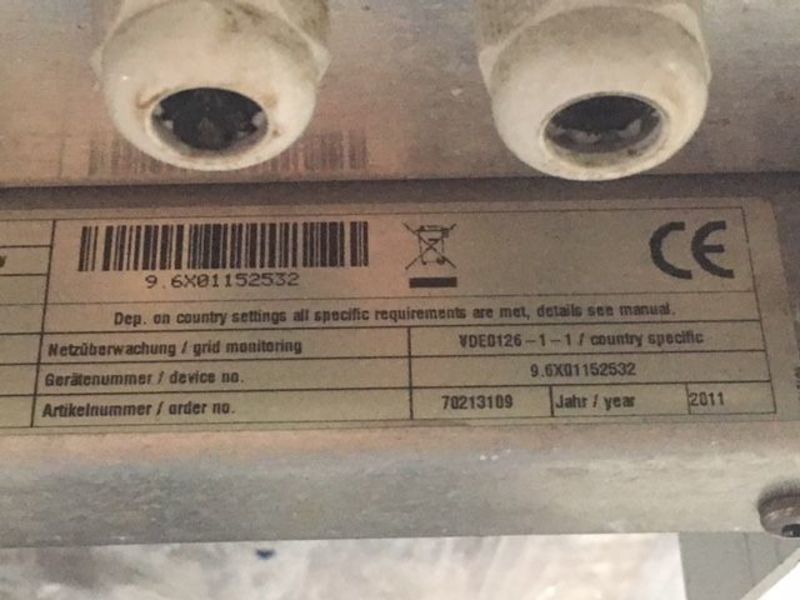 9.6X01152532
CE
Dep. on country settings all specific requirements are met, details see manual.
Netzüberwachung / grid monitoring VDE0126-1-1 / country specific
Gerätenummer / device no. 9.6X01152532
Artikelnummer / order no. 70213109 Jahr / year 2011